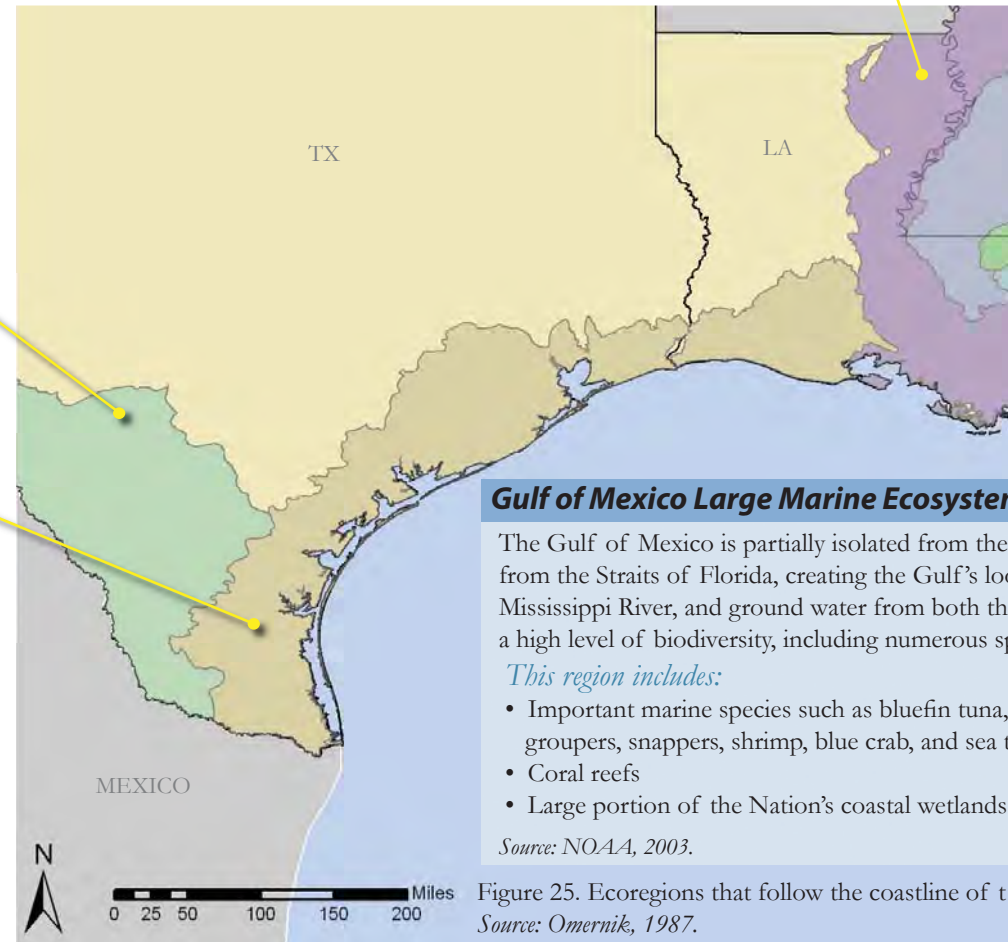 TX
LA
Gulf of Mexico Large Marine Ecosyster
The Gulf of Mexico is partially isolated from the
from the Straits of Florida, creating the Gulf's loo
Mississippi River, and ground water from both th
a high level of biodiversity, including numerous sp
This region includes:
• Important marine species such as bluefin tuna,
groupers, snappers, shrimp, blue crab, and sea t
• Coral reefs
• Large portion of the Nation's coastal wetlands
Source: NOAA, 2003.
MEXICO
N
Miles
0 25 50 100 150 200
Figure 25. Ecoregions that follow the coastline of t
Source: Omernik, 1987.